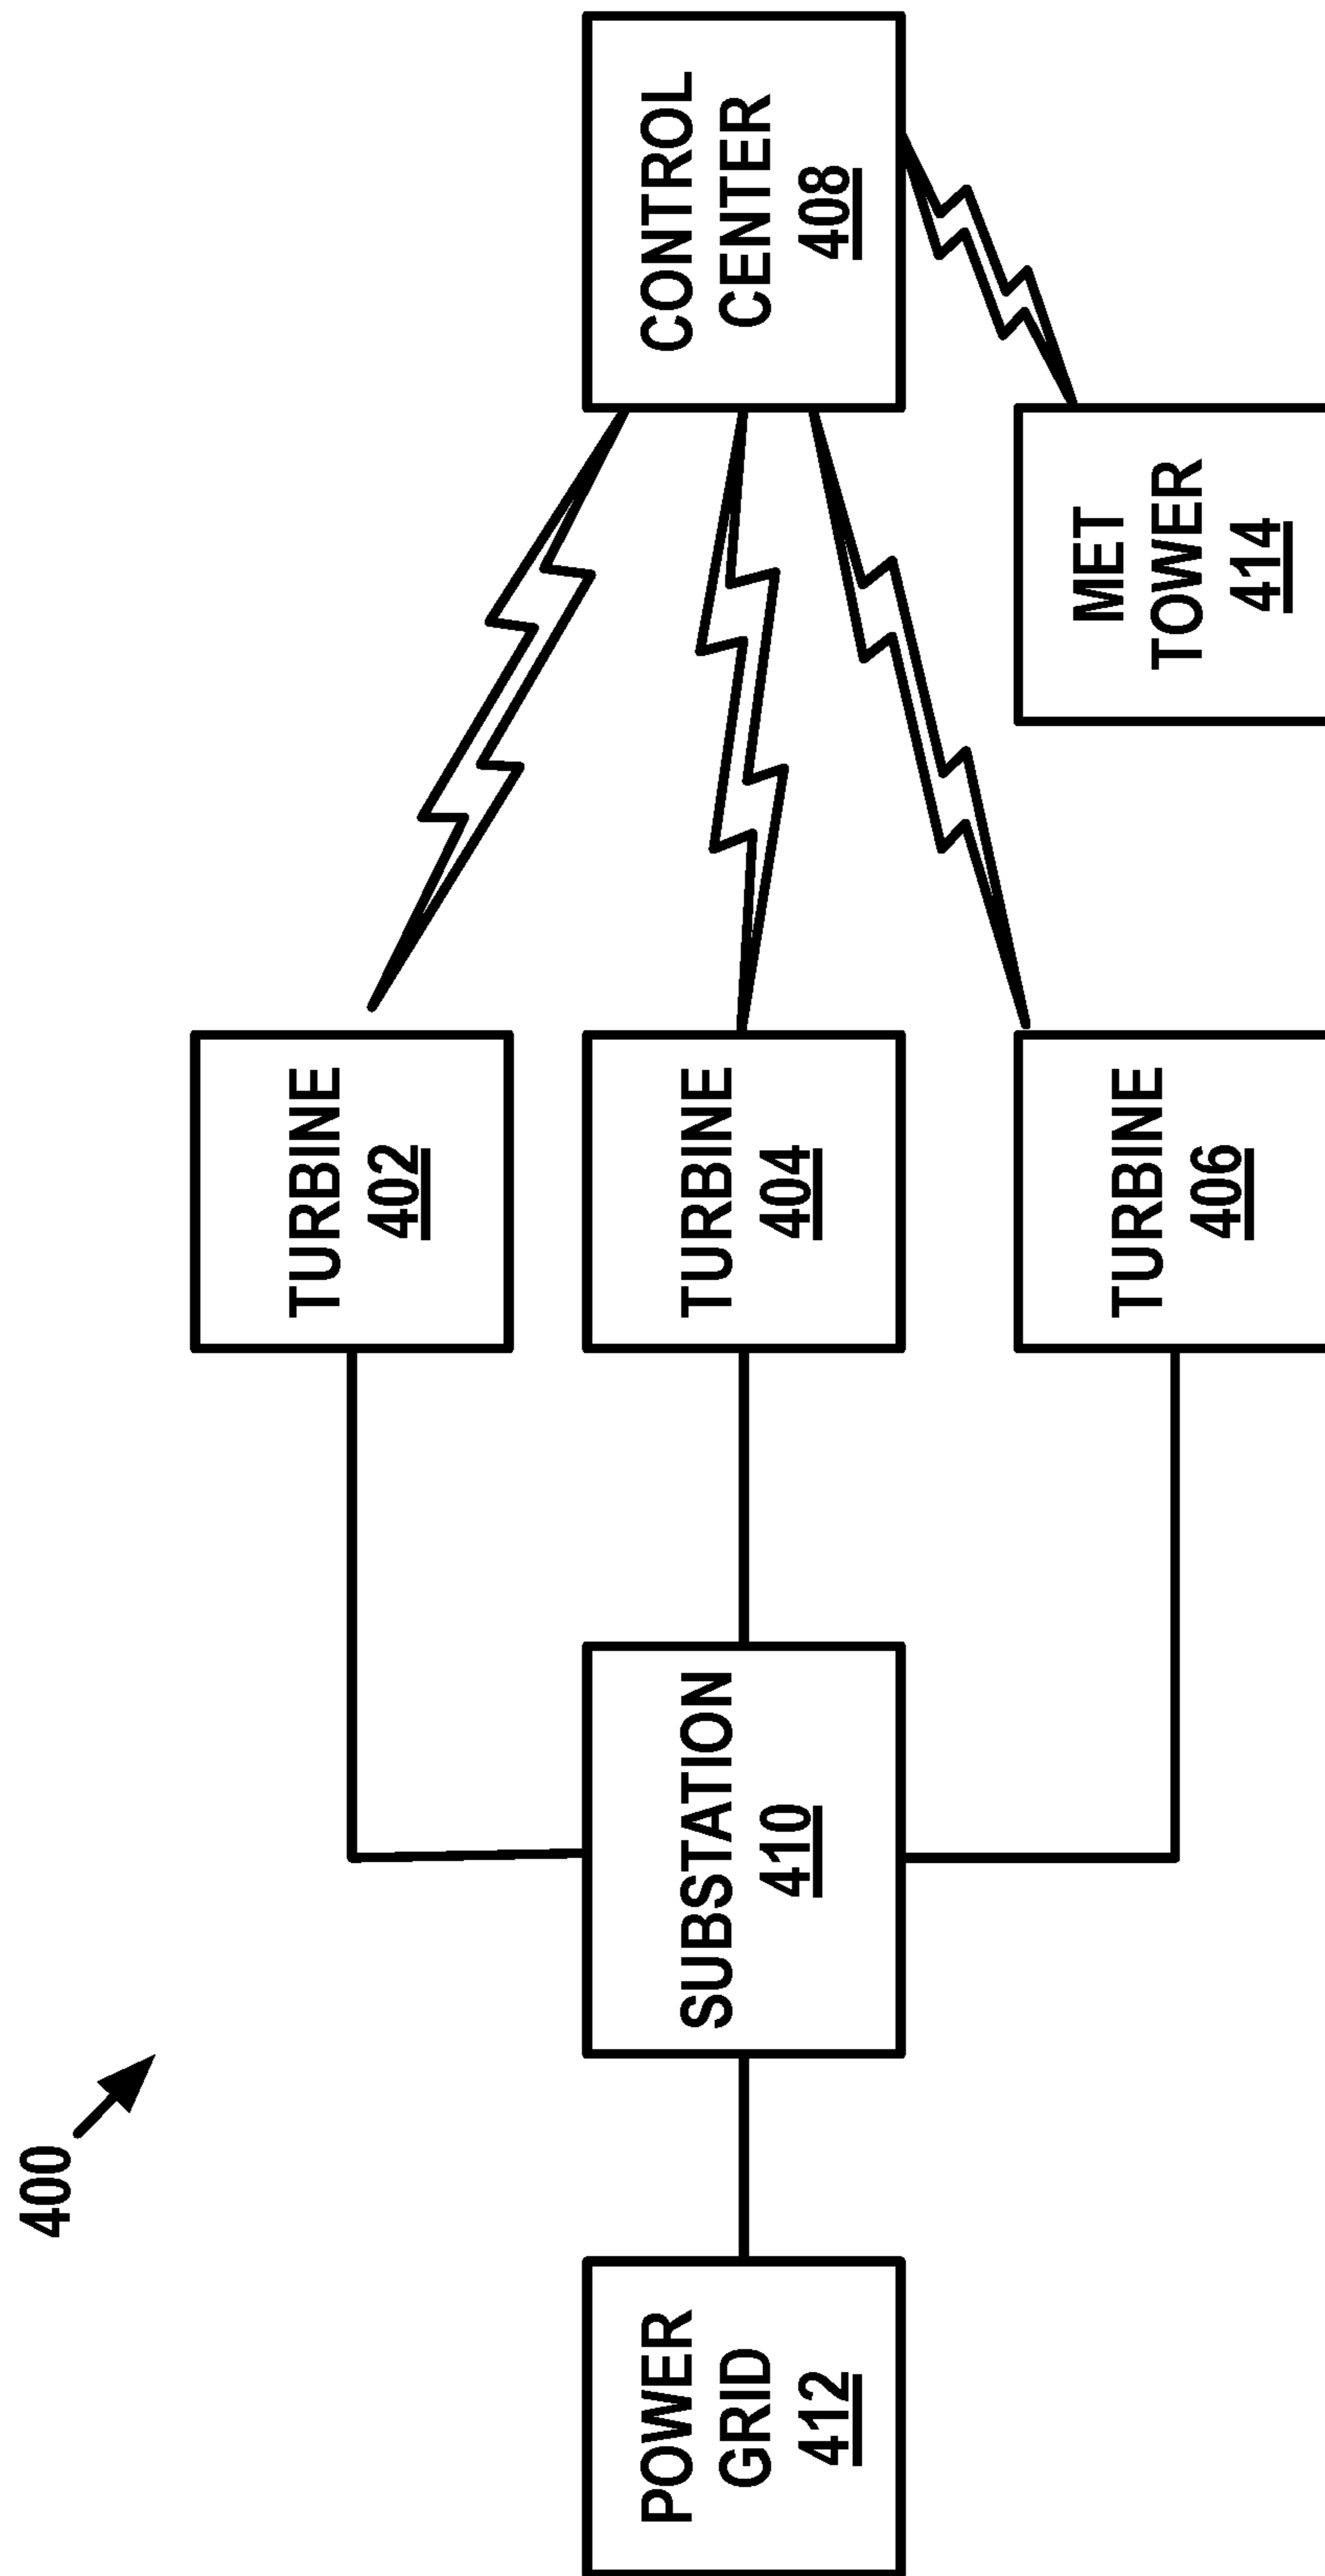 400
POWER
GRID
412
SUBSTATION
410
TURBINE
402
TURBINE
404
TURBINE
406
CONTROL
CENTER
408
MET
TOWER
414